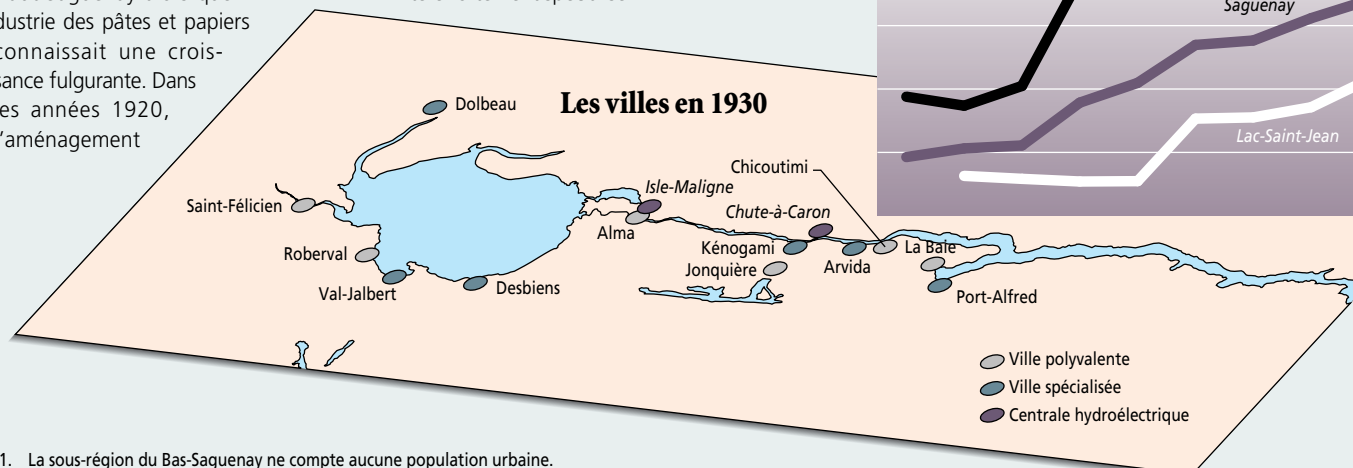 dustrie des pâtes et papiers
connaissait une crois-
sance fulgurante. Dans
es années 1920,
'aménagement
Les villes en 1930
Dolbeau
Saint-Félicien
Roberval
Val-Jalbert
Desbiens
Alma
Isle-Maligne
Chicoutimi
Chute-à-Caron
Kénogami
Jonquière
Arvida
La Baie
Port-Alfred
Ville polyvalente
Ville spécialisée
Centrale hydroélectrique
Saguenay
Lac-Saint-Jean
1. La sous-région du Bas-Saguenay ne compte aucune population urbaine.